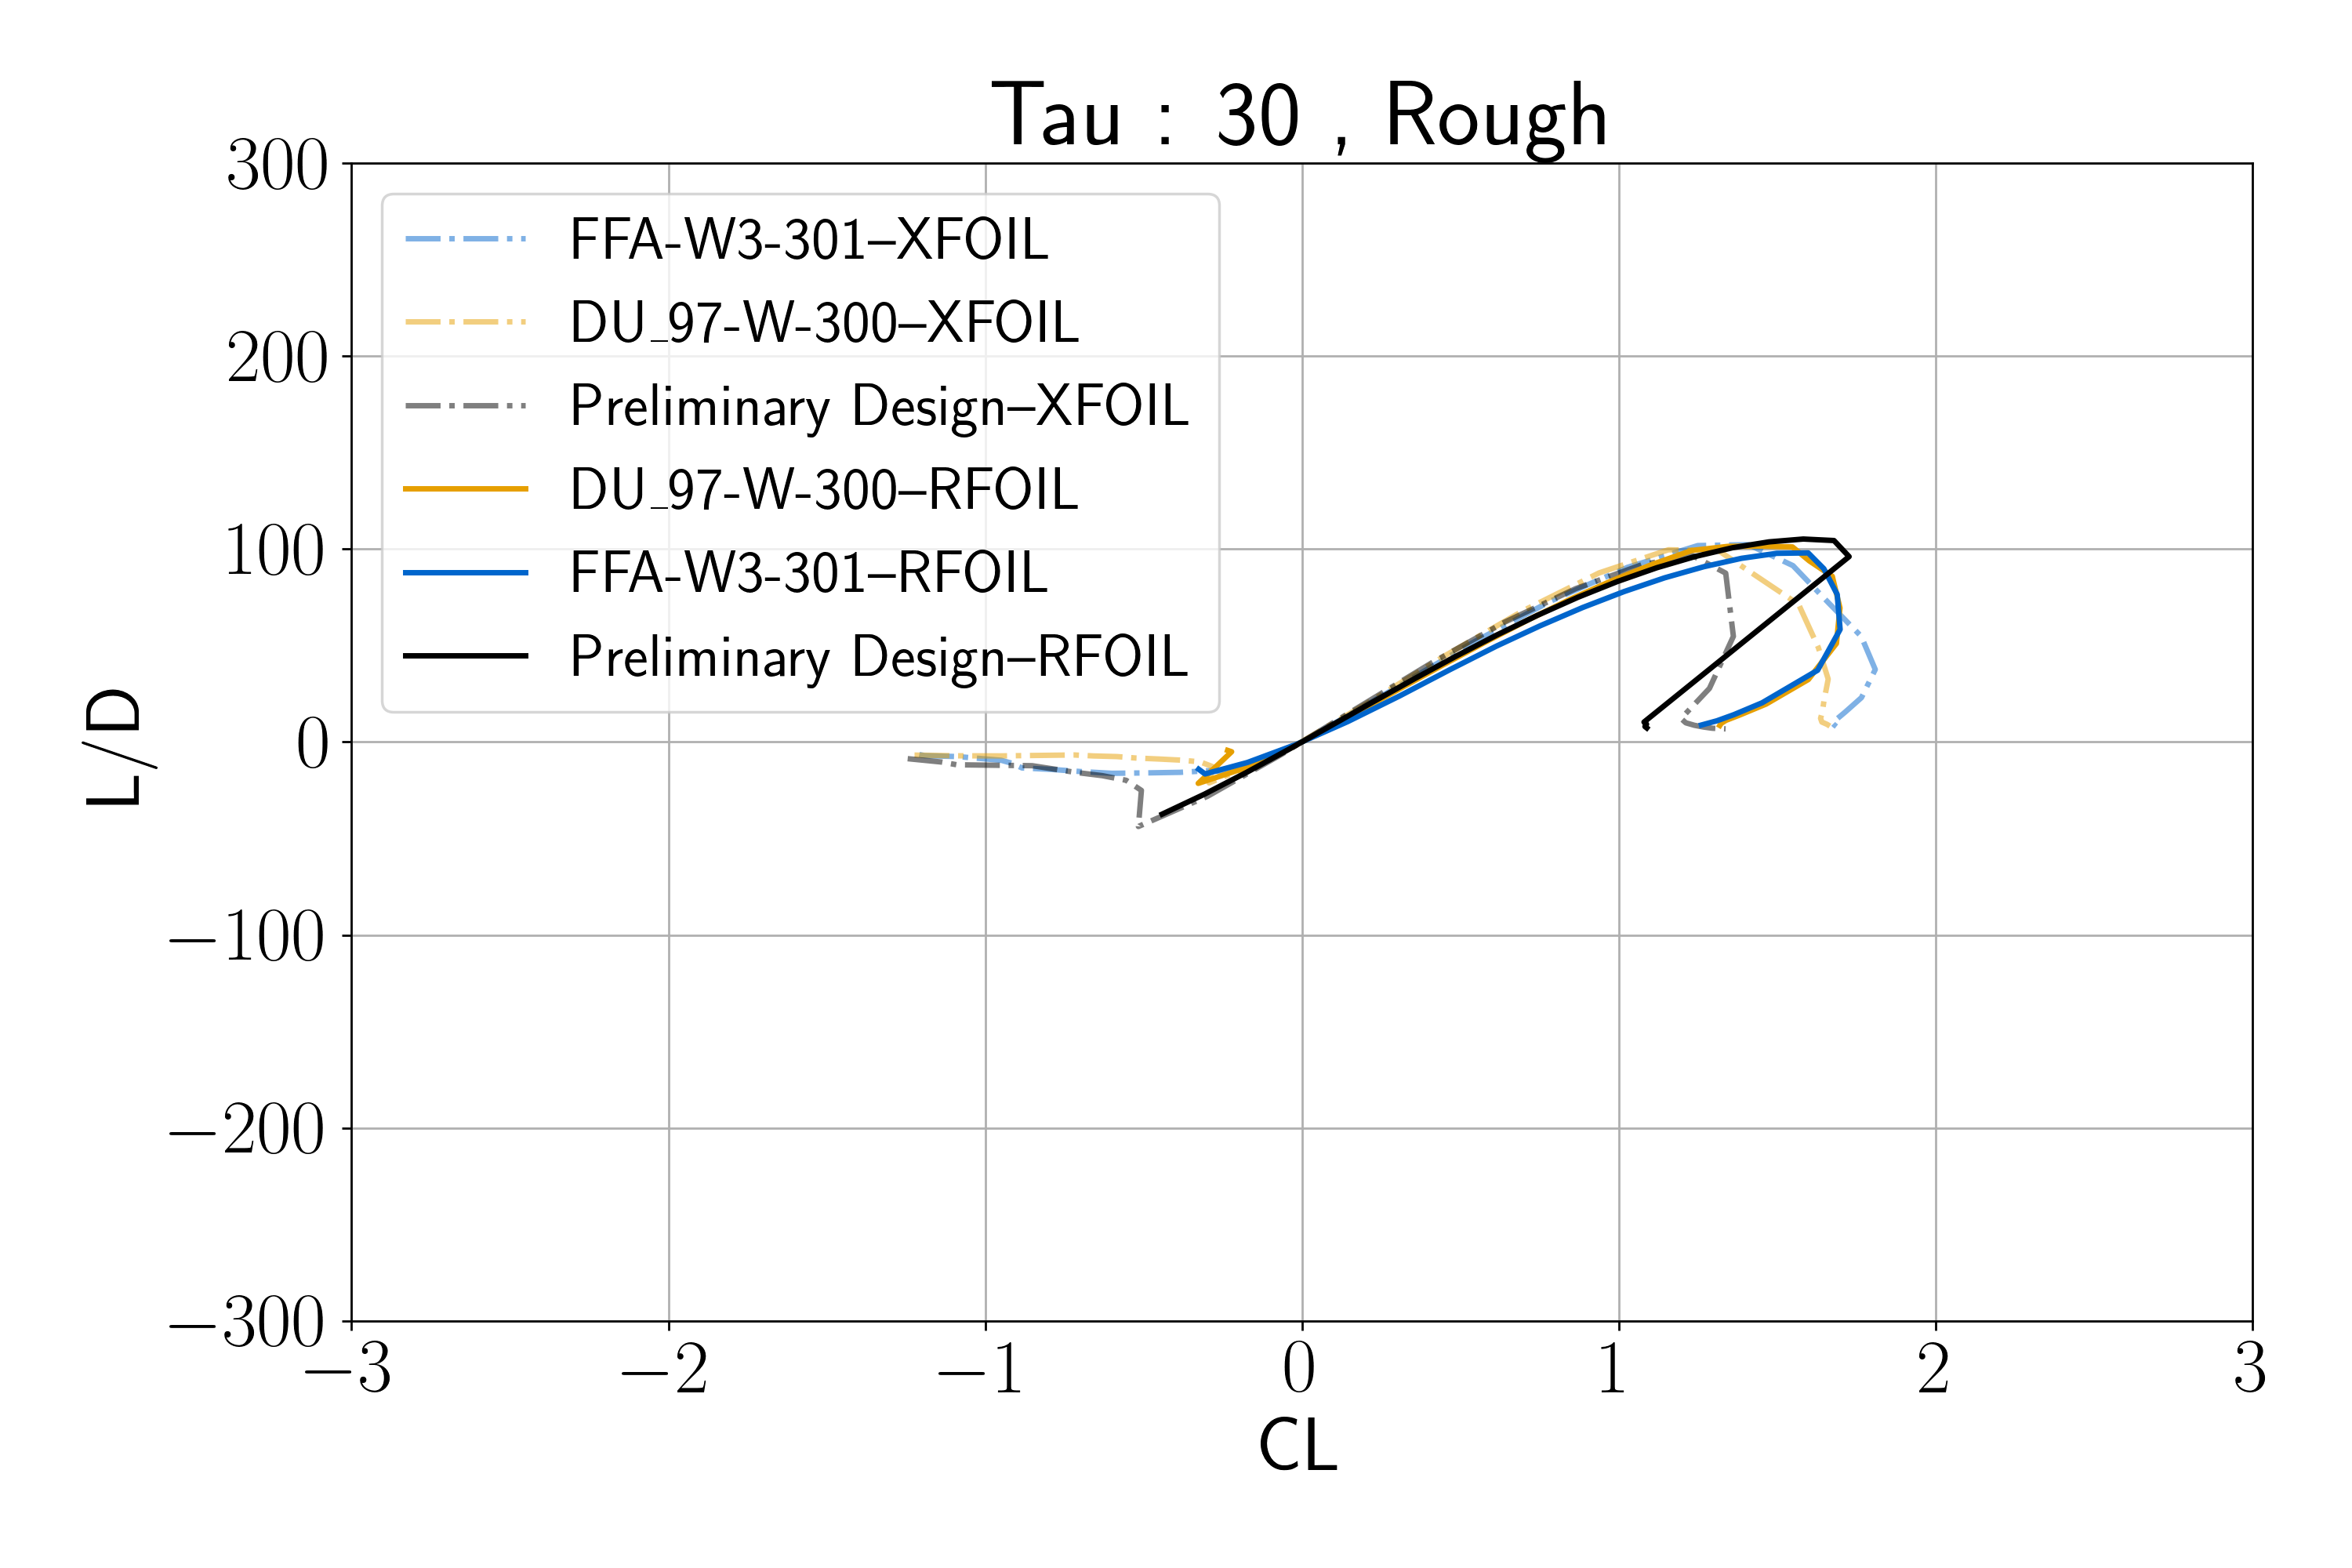 Tau : 30 , Rough
300
200
100
0
−100
−200
−300
L/D
FFA-W3-301–XFOIL
DU_97-W-300–XFOIL
Preliminary Design–XFOIL
DU_97-W-300–RFOIL
FFA-W3-301–RFOIL
Preliminary Design–RFOIL
−3 −2 −1 0 1 2 3
CL